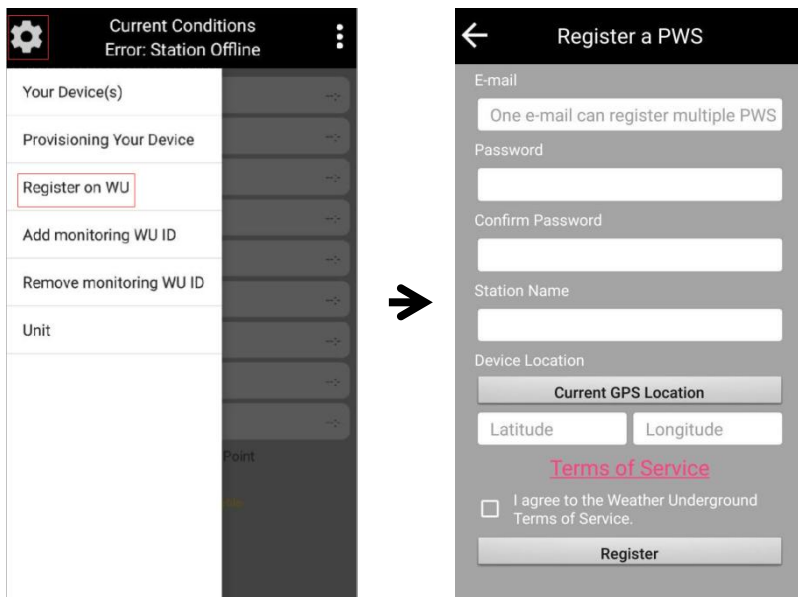 Current Conditions
Error: Station Offline
Your Device(s)
Provisioning Your Device
Register on WU
Add monitoring WU ID
Remove monitoring WU ID
Unit
--:-
--:-
--:-
--:-
--:-
--:-
--:-
--:-
--:-
Point
Register a PWS
E-mail
One e-mail can register multiple PWS
Password
Confirm Password
Station Name
Device Location
Current GPS Location
Latitude Longitude
Terms of Service
I agree to the Weather Underground
Terms of Service.
Register